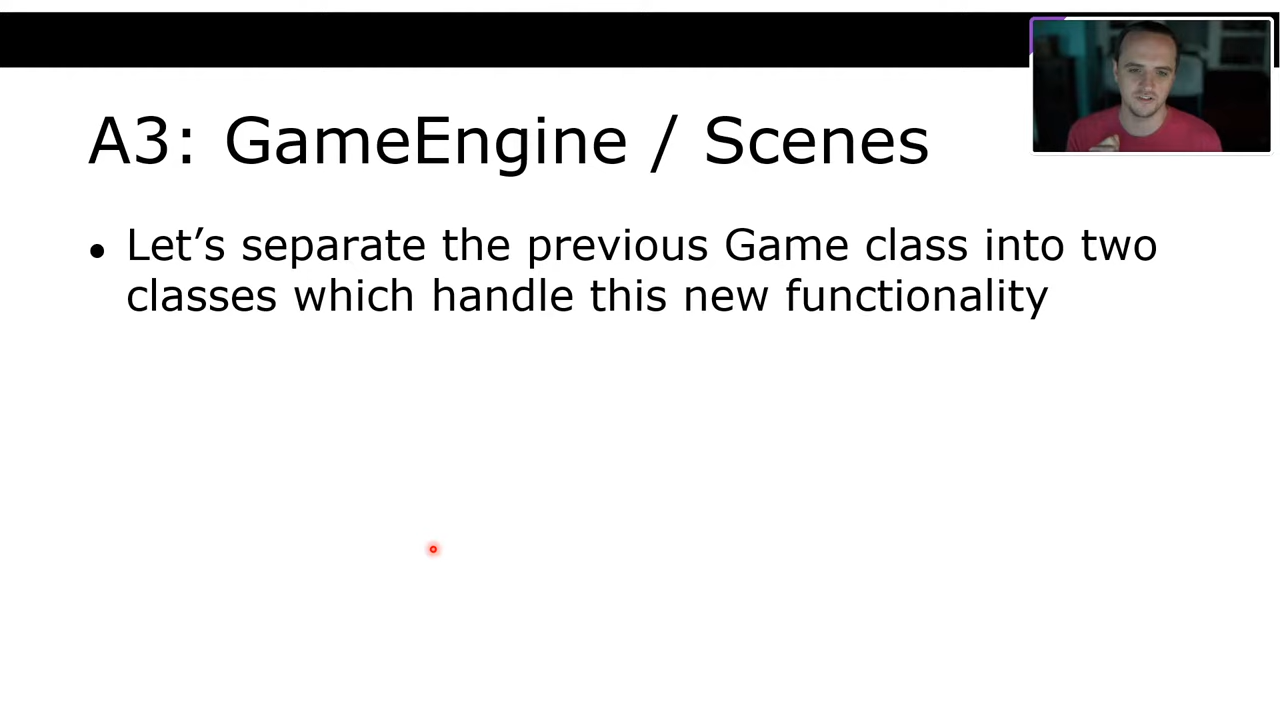 A3: GameEngine / Scenes
● Let’s separate the previous Game class into two
classes which handle this new functionality